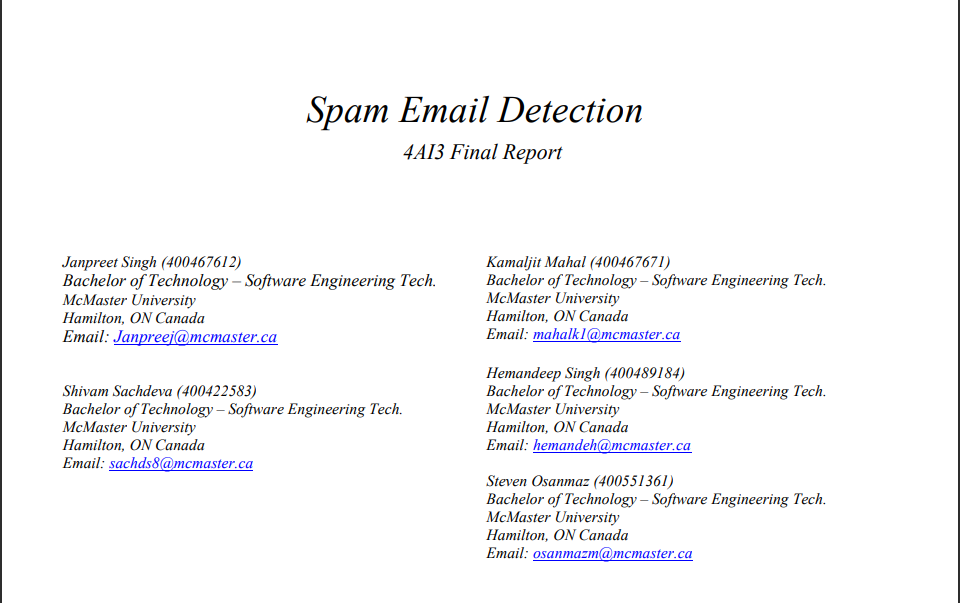 Spam Email Detection
4AI3 Final Report
Janpreet Singh (400467612)
Bachelor of Technology – Software Engineering Tech.
McMaster University
Hamilton, ON Canada
Email: Janpreej@mcmaster.ca
Shivam Sachdeva (400422583)
Bachelor of Technology – Software Engineering Tech.
McMaster University
Hamilton, ON Canada
Email: sachds8@mcmaster.ca
Kamaljit Mahal (400467671)
Bachelor of Technology – Software Engineering Tech.
McMaster University
Hamilton, ON Canada
Email: mahalk1@mcmaster.ca
Hemandeep Singh (400489184)
Bachelor of Technology – Software Engineering Tech.
McMaster University
Hamilton, ON Canada
Email: hemandeh@mcmaster.ca
Steven Osanmaz (400551361)
Bachelor of Technology – Software Engineering Tech.
McMaster University
Hamilton, ON Canada
Email: osanmazm@mcmaster.ca